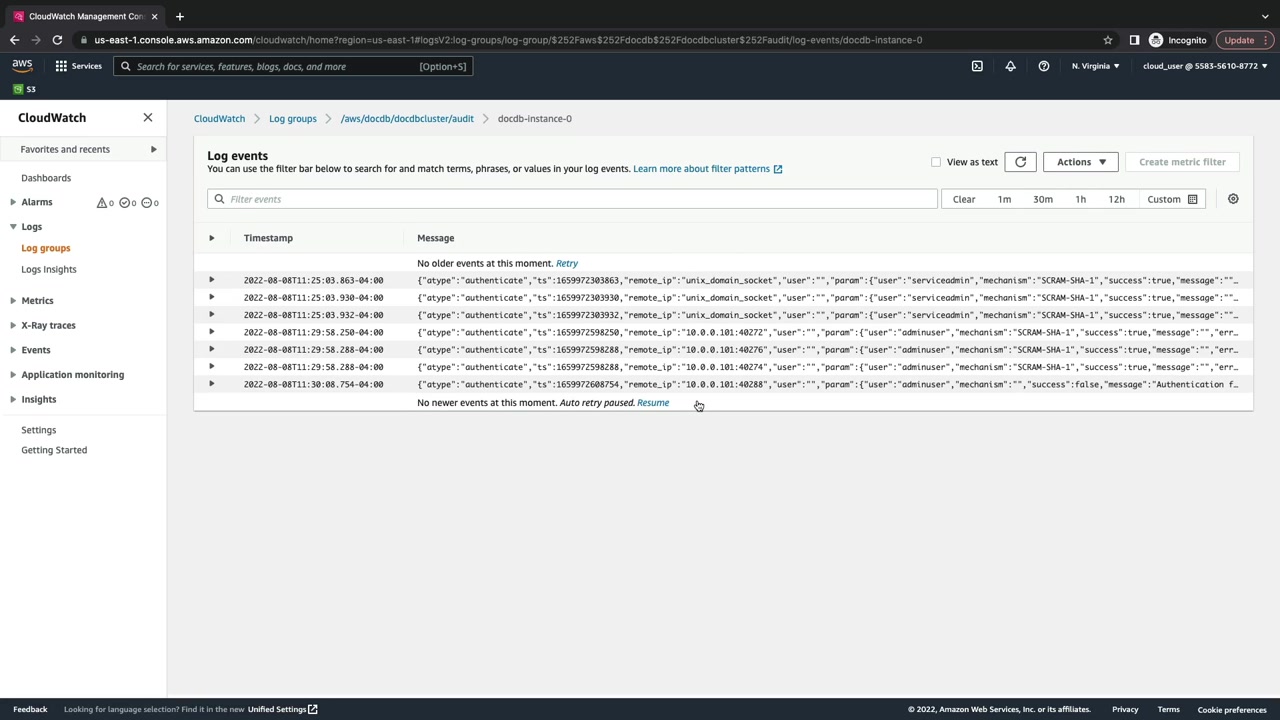 CloudWatch Management Con
us-east-1.console.aws.amazon.com/cloudwatch/home?region=us-east-1#logsV2:log-groups/log-group/$252Faws$252Fdocdb$252Fdocdbcluster$252Faudit/log-events/docdb-instance-0
Incognito
Update
aws
Services
Search for services, features, blogs, docs, and more
[Option+S]
N. Virginia
cloud_user @ 5583-5610-8772
S3
CloudWatch
Favorites and recents
Dashboards
Alarms
0
0
0
Logs
Log groups
Logs Insights
Metrics
X-Ray traces
Events
Application monitoring
Insights
Settings
Getting Started
CloudWatch
Log groups
/aws/docdb/docdbcluster/audit
docdb-instance-0
Log events
You can use the filter bar below to search for and match terms, phrases, or values in your log events. Learn more about filter patterns
View as text
Actions
Create metric filter
Filter events
Clear 1m 30m 1h 12h Custom
Timestamp Message
No older events at this moment. Retry
2022-08-08T11:25:03.863-04:00 {"atype":"authenticate","ts":1659972303863,"remote_ip":"unix_domain_socket","user":"","param":{"user":"serviceadmin","mechanism":"SCRAM-SHA-1","success":true,"message":""…
2022-08-08T11:25:03.930-04:00 {"atype":"authenticate","ts":1659972303930,"remote_ip":"unix_domain_socket","user":"","param":{"user":"serviceadmin","mechanism":"SCRAM-SHA-1","success":true,"message":""…
2022-08-08T11:25:03.932-04:00 {"atype":"authenticate","ts":1659972303932,"remote_ip":"unix_domain_socket","user":"","param":{"user":"serviceadmin","mechanism":"SCRAM-SHA-1","success":true,"message":""…
2022-08-08T11:29:58.250-04:00 {"atype":"authenticate","ts":1659972598250,"remote_ip":"10.0.0.101:40272","user":"","param":{"user":"adminuser","mechanism":"SCRAM-SHA-1","success":true,"message":"","err…
2022-08-08T11:29:58.288-04:00 {"atype":"authenticate","ts":1659972598288,"remote_ip":"10.0.0.101:40276","user":"","param":{"user":"adminuser","mechanism":"SCRAM-SHA-1","success":true,"message":"","err…
2022-08-08T11:29:58.288-04:00 {"atype":"authenticate","ts":1659972598288,"remote_ip":"10.0.0.101:40274","user":"","param":{"user":"adminuser","mechanism":"SCRAM-SHA-1","success":true,"message":"","err…
2022-08-08T11:30:08.754-04:00 {"atype":"authenticate","ts":1659972608754,"remote_ip":"10.0.0.101:40288","user":"","param":{"user":"adminuser","mechanism":"","success":false,"message":"Authentication f…
No newer events at this moment. Auto retry paused. Resume
Feedback
Looking for language selection? Find it in the new Unified Settings
© 2022, Amazon Web Services, Inc. or its affiliates.
Privacy
Terms
Cookie preferences